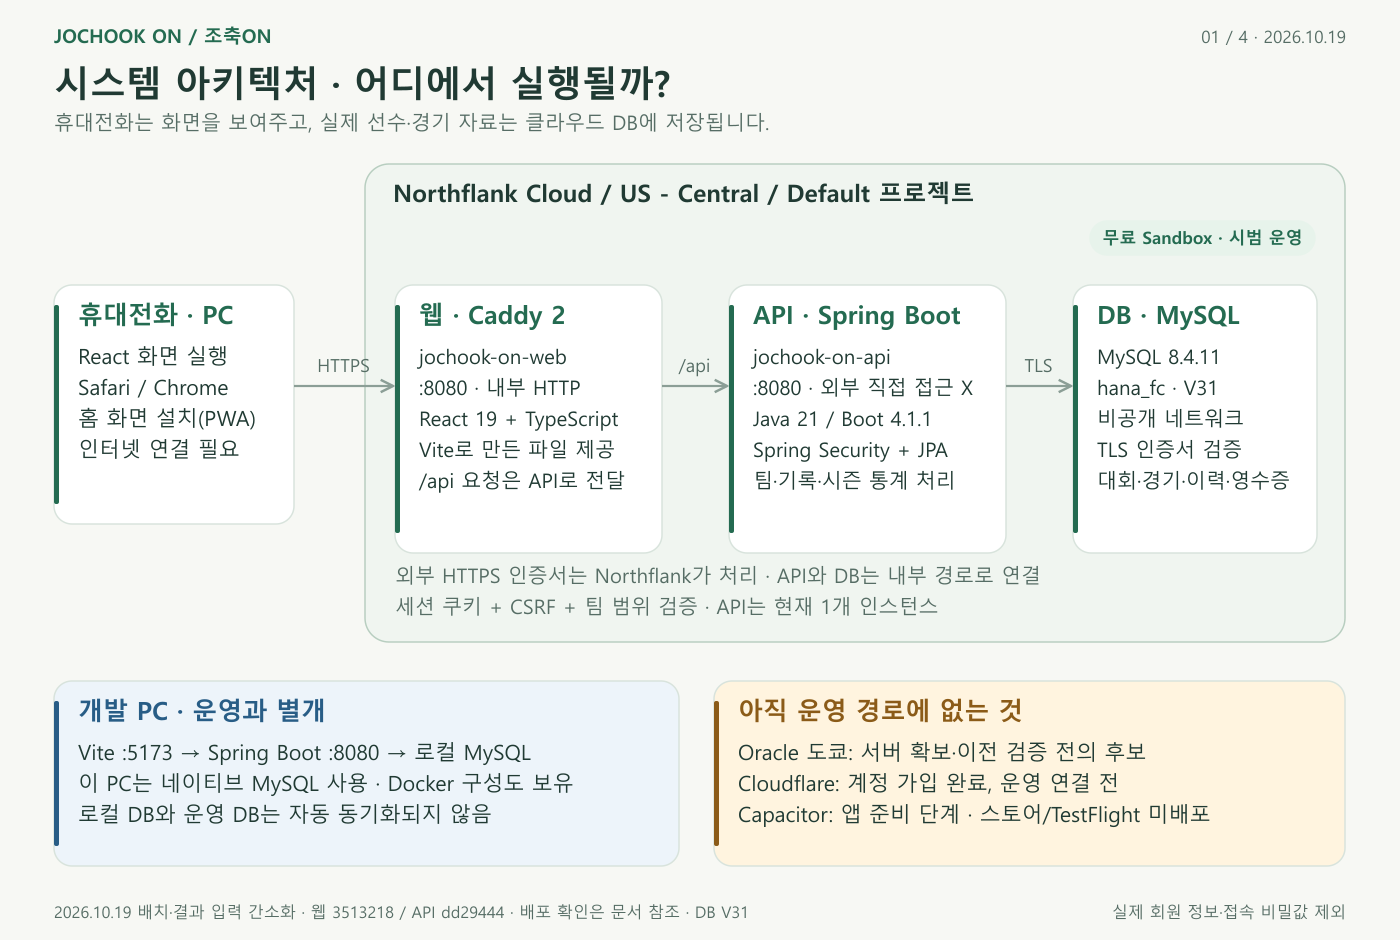 JOCHOOK ON / 조축ON
01 / 4 · 2026.10.19
시스템 아키텍처 · 어디에서 실행될까?
휴대전화는 화면을 보여주고, 실제 선수·경기 자료는 클라우드 DB에 저장됩니다.
Northflank Cloud / US - Central / Default 프로젝트
무료 Sandbox · 시범 운영
휴대전화 · PC
React 화면 실행
Safari / Chrome
홈 화면 설치(PWA)
인터넷 연결 필요
HTTPS
웹 · Caddy 2
jochook-on-web
:8080 · 내부 HTTP
React 19 + TypeScript
Vite로 만든 파일 제공
/api 요청은 API로 전달
/api
API · Spring Boot
jochook-on-api
:8080 · 외부 직접 접근 X
Java 21 / Boot 4.1.1
Spring Security + JPA
팀·기록·시즌 통계 처리
TLS
DB · MySQL
MySQL 8.4.11
hana_fc · V31
비공개 네트워크
TLS 인증서 검증
대회·경기·이력·영수증
외부 HTTPS 인증서는 Northflank가 처리 · API와 DB는 내부 경로로 연결
세션 쿠키 + CSRF + 팀 범위 검증 · API는 현재 1개 인스턴스
개발 PC · 운영과 별개
Vite :5173 → Spring Boot :8080 → 로컬 MySQL
이 PC는 네이티브 MySQL 사용 · Docker 구성도 보유
로컬 DB와 운영 DB는 자동 동기화되지 않음
아직 운영 경로에 없는 것
Oracle 도쿄: 서버 확보·이전 검증 전의 후보
Cloudflare: 계정 가입 완료, 운영 연결 전
Capacitor: 앱 준비 단계 · 스토어/TestFlight 미배포
2026.10.19 배치·결과 입력 간소화 · 웹 3513218 / API dd29444 · 배포 확인은 문서 참조 · DB V31
실제 회원 정보·접속 비밀값 제외